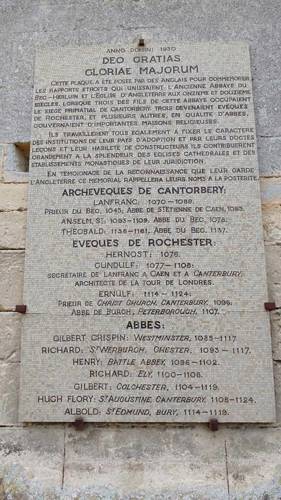 ANNO DOMINI 1930
DEO GRATIAS
GLORIAE MAJORUM
CETTE PLAQUE A ÉTÉ POSÉE PAR DES ANGLAIS POUR COMMÉMORER
LES RAPPORTS ÉTROITS QUI UNISSAIENT L'ANCIENNE ABBAYE DU
BEC-HELLUIN ET L'ÉGLISE D'ANGLETERRE AUX ONZIÈME ET DOUZIÈME
SIÈCLES, LORSQUE TROIS DES FILS DE CETTE ABBAYE OCCUPAIENT
LE SIÈGE PRIMATIAL DE CANTORBÉRY, TROIS DEVENAIENT ÉVÊQUES
DE ROCHESTER, ET PLUSIEURS AUTRES, EN QUALITÉ D'ABBÉS,
GOUVERNAIENT D'IMPORTANTES MAISONS RELIGIEUSES.
ILS TRAVAILLÈRENT TOUS ÉGALEMENT À FIXER LE CARACTÈRE
DES INSTITUTIONS DE LEUR PAYS D'ADOPTION ET PAR LEURS DOCTES
LEÇONS ET LEUR HABILETÉ DE CONSTRUCTEURS ILS CONTRIBUÈRENT
GRANDEMENT À LA SPLENDEUR DES ÉGLISES CATHÉDRALES ET DES
ÉTABLISSEMENTS MONASTIQUES DE LEUR JURIDICTION.
EN TÉMOIGNAGE DE LA RECONNAISSANCE QUE LEUR GARDE
L'ANGLETERRE CE MÉMORIAL RAPPELLERA LEURS NOMS À LA POSTÉRITÉ.
ARCHEVÊQUES DE CANTORBÉRY:
LANFRANC, 1070-1089,
PRIEUR DU BEC, 1045, ABBÉ DE ST ÉTIENNE DE CAEN, 1063.
ANSELM, ST, 1093-1109, ABBÉ DU BEC, 1078.
THEOBALD, 1138-1161, ABBÉ DU BEC, 1137.
ÉVÊQUES DE ROCHESTER:
HERNOST: 1076.
GUNDULF: 1077-1108:
SECRÉTAIRE DE LANFRANC À CAEN ET À CANTERBURY.
ARCHITECTE DE LA TOUR DE LONDRES.
ERNULF: 1114-1124:
PRIEUR DE CHRIST CHURCH, CANTERBURY, 1096:
ABBÉ DE BURGH, PETERBOROUGH, 1107.
ABBÉS:
GILBERT CRISPIN: WESTMINSTER, 1085-1117
RICHARD: ST WERBURGH, CHESTER, 1093-1117.
HENRY: BATTLE ABBEY, 1096-1102.
RICHARD: ELY, 1100-1108.
GILBERT: COLCHESTER, 1104-1119.
HUGH FLORY: ST AUGUSTINE, CANTERBURY, 1108-1124.
ALBOLD: ST EDMUND, BURY, 1114-1119.